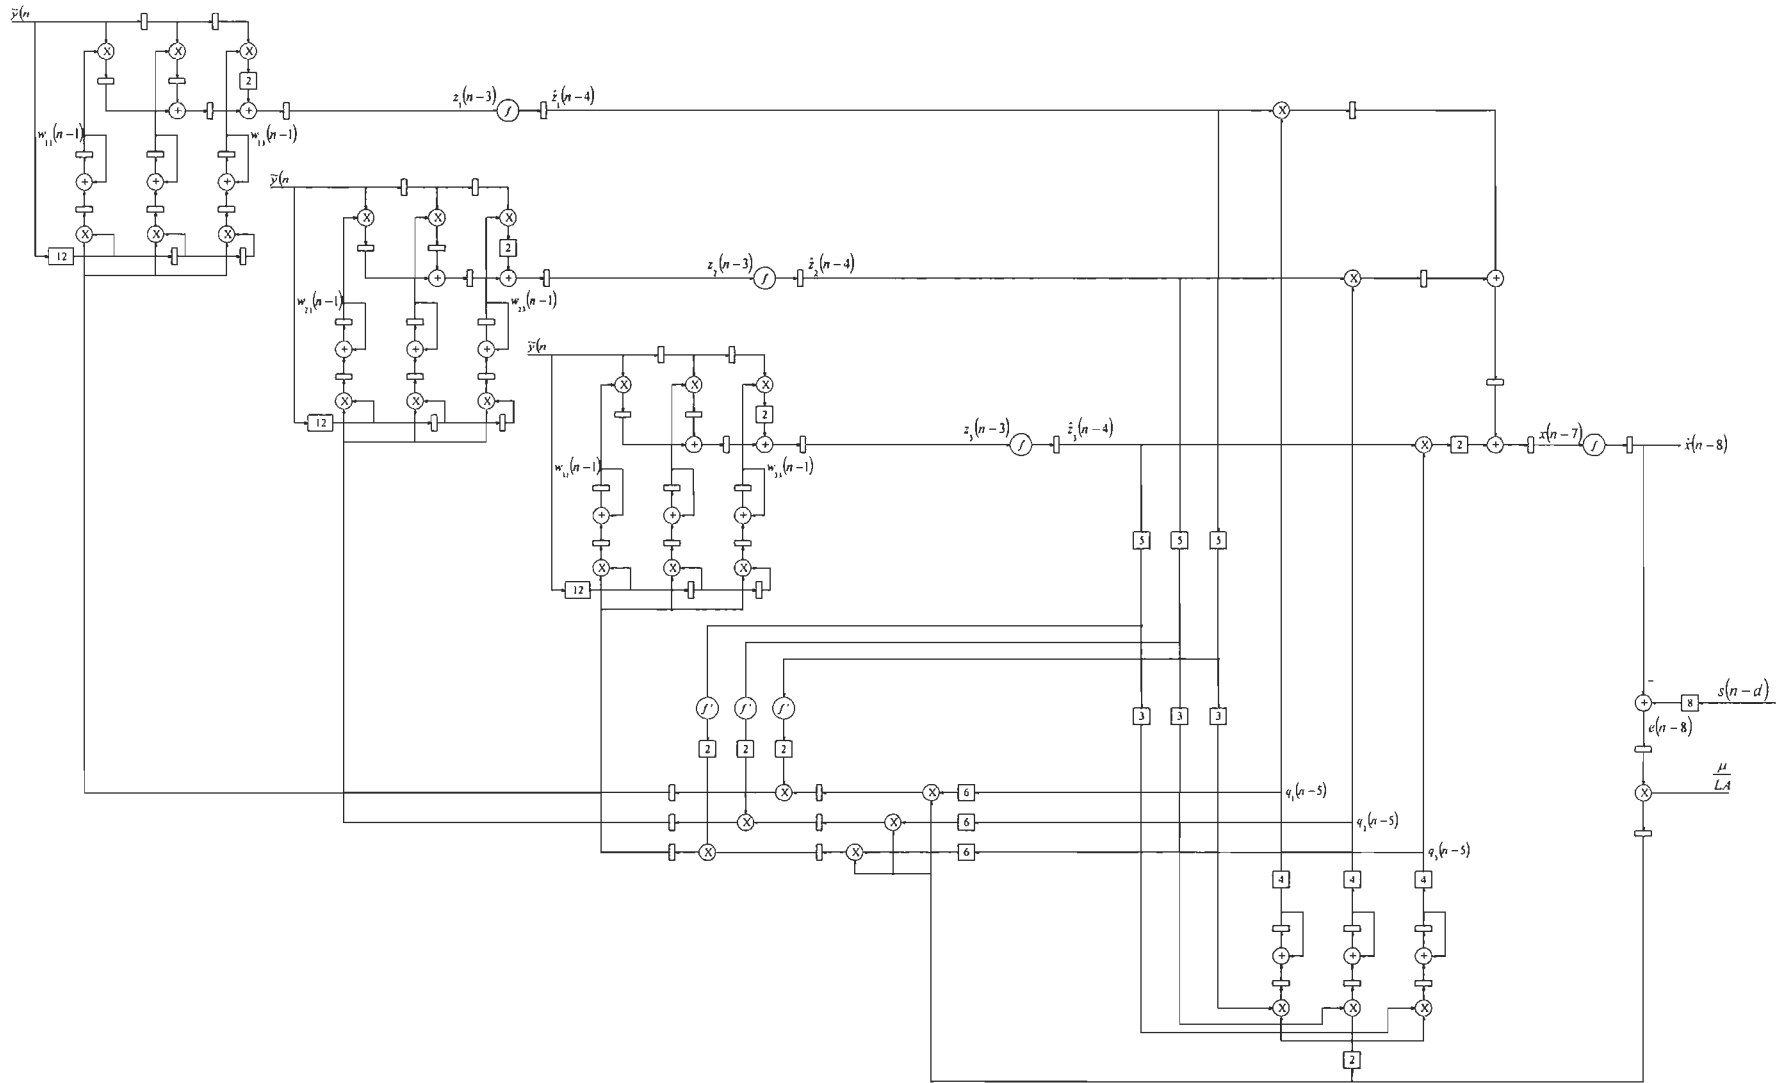 ỹ(n
X X X
2
+ +
z₁(n−3) f ẑ₁(n−4)
X
w₁₁(n−1) w₁₃(n−1)
+ + +
X X X
12
ỹ(n
X X X
2
+ +
z₂(n−3) f ẑ₂(n−4)
X +
w₂₁(n−1) w₂₃(n−1)
+ + +
X X X
12
ỹ(n
X X X
2
+ +
z₃(n−3) f ẑ₃(n−4)
X 2 + x(n−7) f x̂(n−8)
(n−1) w₃₃(n−1)
+ + +
5 5 5
X X X
12
−
f' f' f'
3 3 3
+ 8 s(n−d)
e(n−8)
2 2 2
μ
LA
X X 6 q₁(n−5) X
X X 6 (n−5)
X X 6 q₃(n−5)
4 4 4
+ + +
X X X
2